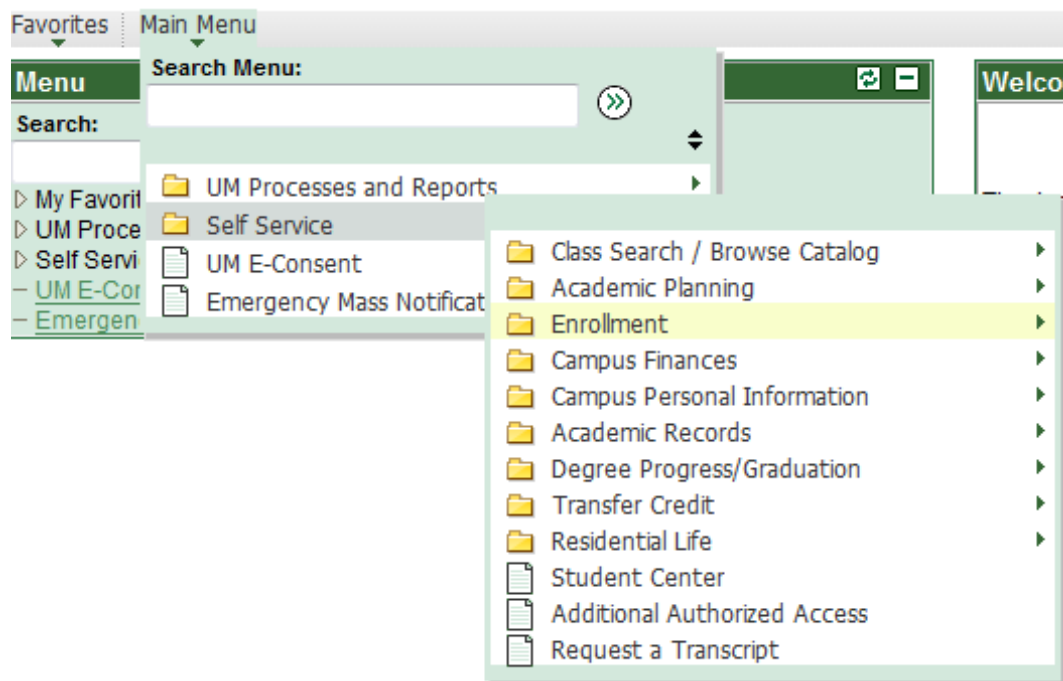 Favorites Main Menu
Menu
Search:
My Favorit
UM Proce
Self Servi
UM E-Cor
Emergen
Search Menu:
UM Processes and Reports
Self Service
UM E-Consent
Emergency Mass Notificat
Class Search / Browse Catalog
Academic Planning
Enrollment
Campus Finances
Campus Personal Information
Academic Records
Degree Progress/Graduation
Transfer Credit
Residential Life
Student Center
Additional Authorized Access
Request a Transcript
Welco